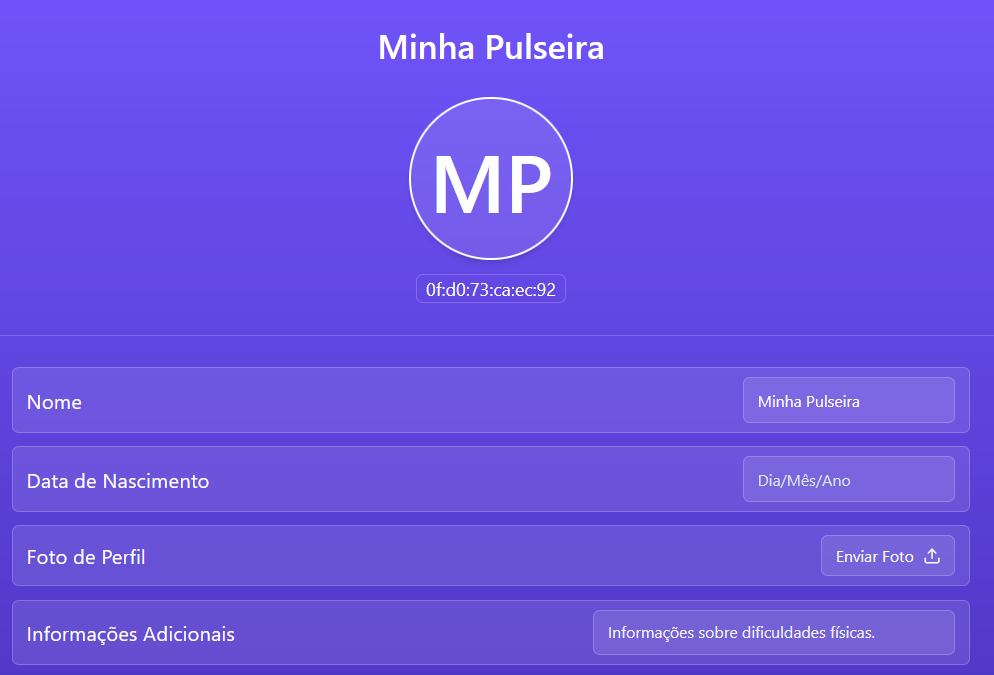 Minha Pulseira
MP
0f:d0:73:ca:ec:92
Nome
Minha Pulseira
Data de Nascimento
Dia/Mês/Ano
Foto de Perfil
Enviar Foto
Informações Adicionais
Informações sobre dificuldades físicas.